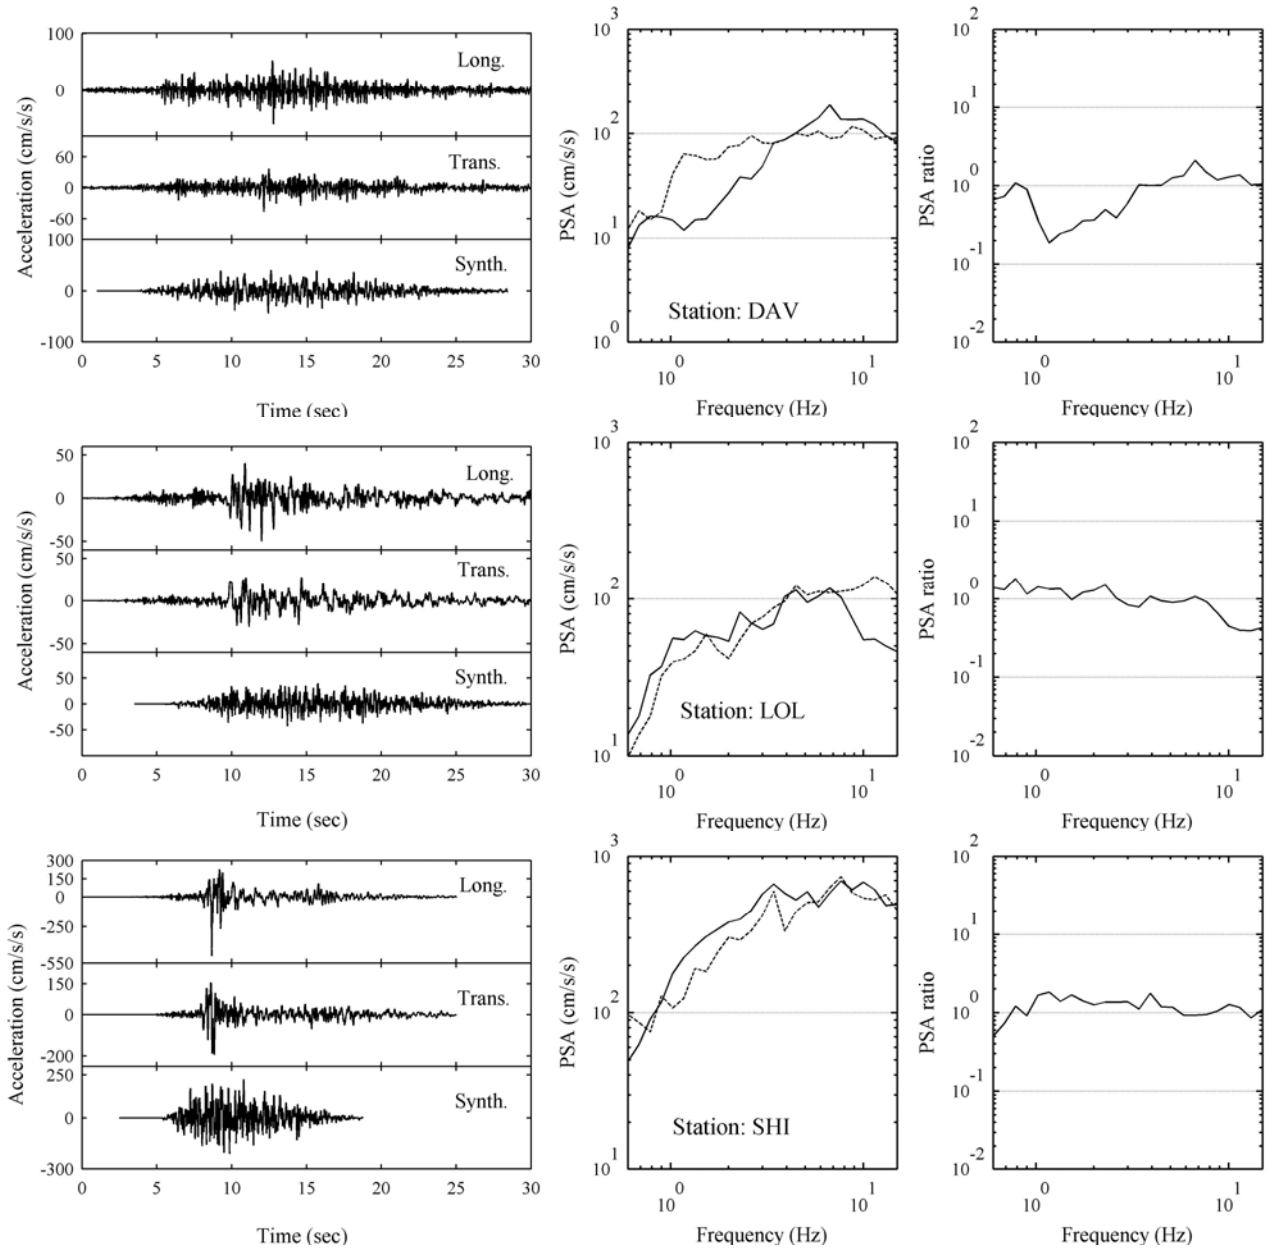 100
0
Long.
60
0
-60
Trans.
100
0
-100
Synth.
Acceleration (cm/s/s)
0 5 10 15 20 25 30
Time (sec)
10 3
10 2
10 1
10 0
PSA (cm/s/s)
Station: DAV
10 0 10 1
Frequency (Hz)
10 2
10 1
10 0
10 -1
10 -2
PSA ratio
10 0 10 1
Frequency (Hz)
50
0
-50
Long.
50
0
-50
Trans.
50
0
-50
Synth.
Acceleration (cm/s/s)
0 5 10 15 20 25 30
Time (sec)
10 3
10 2
10 1
PSA (cm/s/s)
Station: LOL
10 0 10 1
Frequency (Hz)
10 2
10 1
10 0
10 -1
10 -2
PSA ratio
10 0 10 1
Frequency (Hz)
300
150
0
-250
-550
Long.
150
0
-200
Trans.
250
0
-300
Synth.
Acceleration (cm/s/s)
0 5 10 15 20 25 30
Time (sec)
10 3
10 2
10 1
PSA (cm/s/s)
Station: SHI
10 0 10 1
Frequency (Hz)
10 2
10 1
10 0
10 -1
10 -2
PSA ratio
10 0 10 1
Frequency (Hz)